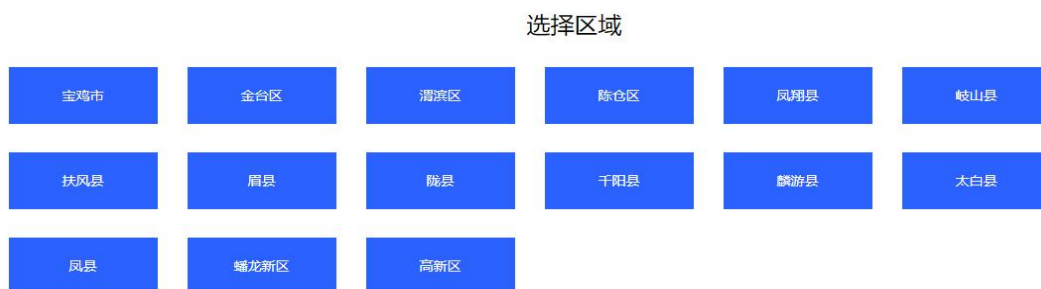 选择区域
宝鸡市 金台区 渭滨区 陈仓区 凤翔县 岐山县
扶风县 眉县 陇县 千阳县 麟游县 太白县
凤县 蟠龙新区 高新区